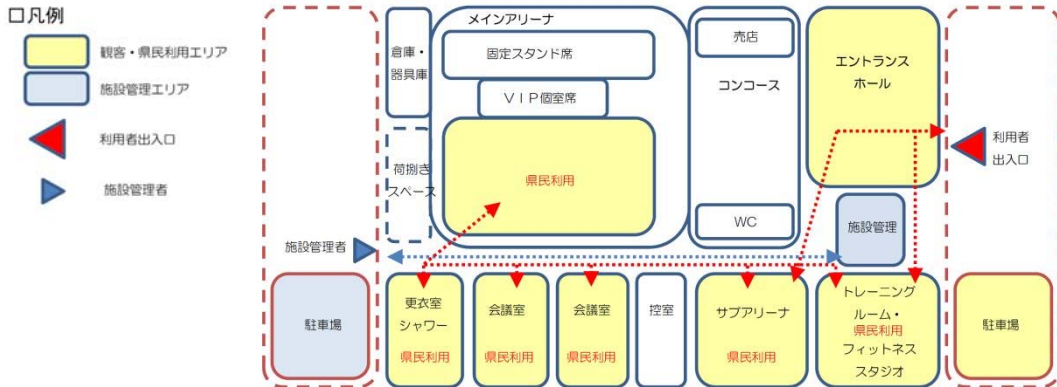 □凡例
観客・県民利用エリア
施設管理エリア
利用者出入口
施設管理者
施設管理者
駐車場
倉庫・
器具庫
荷捌き
スペース
メインアリーナ
固定スタンド席
ＶＩＰ個室席
県民利用
売店
コンコース
WC
エントランス
ホール
利用者
出入口
施設管理
更衣室
シャワー
県民利用
会議室
県民利用
会議室
県民利用
控室
サブアリーナ
県民利用
トレーニング
ルーム・
県民利用
フィットネス
スタジオ
駐車場